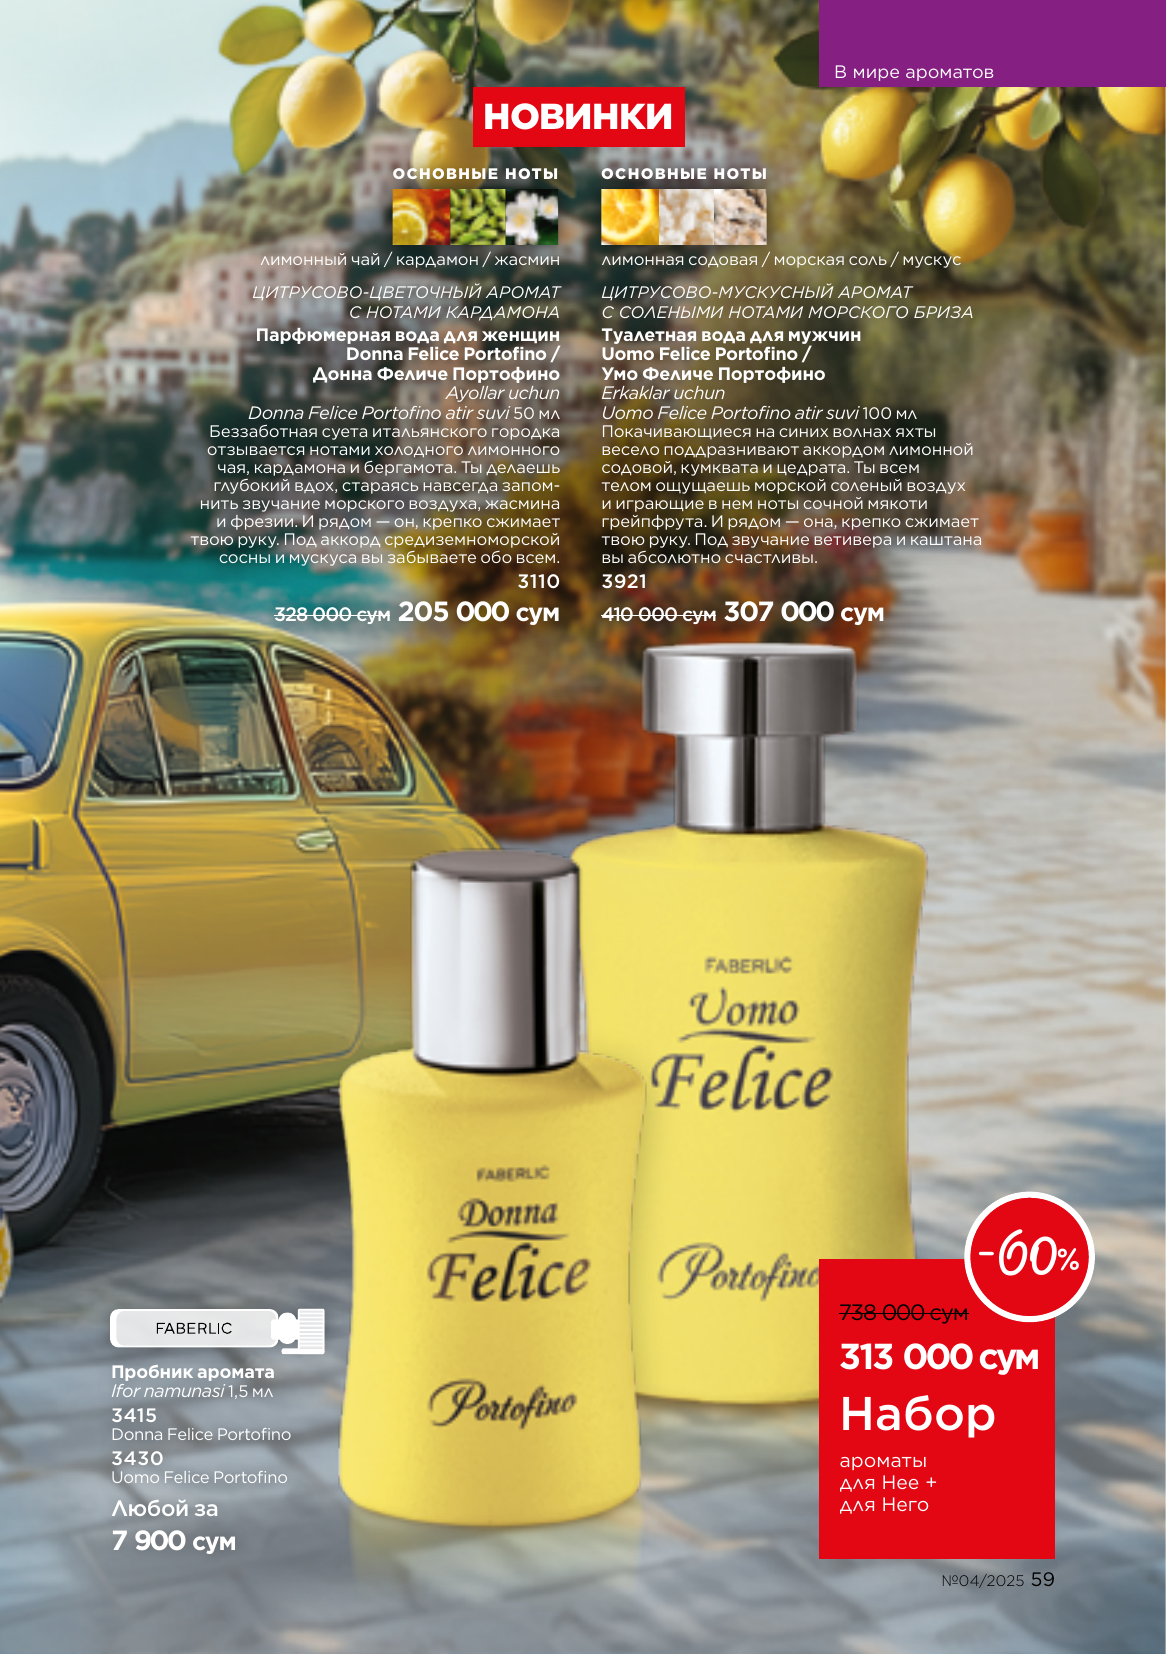 В мире ароматов
НОВИНКИ
ОСНОВНЫЕ НОТЫ
лимонный чай / кардамон / жасмин
ЦИТРУСОВО-ЦВЕТОЧНЫЙ АРОМАТ
С НОТАМИ КАРДАМОНА
Парфюмерная вода для женщин
Donna Felice Portofino /
Донна Феличе Портофино
Ayollar uchun
Donna Felice Portofino atir suvi 50 мл
Беззаботная суета итальянского городка
отзывается нотами холодного лимонного
чая, кардамона и бергамота. Ты делаешь
глубокий вдох, стараясь навсегда запом-
нить звучание морского воздуха, жасмина
и фрезии. И рядом — он, крепко сжимает
твою руку. Под аккорд средиземноморской
сосны и мускуса вы забываете обо всем.
3110
328 000 сум 205 000 сум
ОСНОВНЫЕ НОТЫ
лимонная содовая / морская соль / мускус
ЦИТРУСОВО-МУСКУСНЫЙ АРОМАТ
С СОЛЕНЫМИ НОТАМИ МОРСКОГО БРИЗА
Туалетная вода для мужчин
Uomo Felice Portofino /
Умо Феличе Портофино
Erkaklar uchun
Uomo Felice Portofino atir suvi 100 мл
Покачивающиеся на синих волнах яхты
весело поддразнивают аккордом лимонной
содовой, кумквата и цедрата. Ты всем
телом ощущаешь морской соленый воздух
и играющие в нем ноты сочной мякоти
грейпфрута. И рядом — она, крепко сжимает
твою руку. Под звучание ветивера и каштана
вы абсолютно счастливы.
3921
410 000 сум 307 000 сум
FABERLIC
Uomo
Felice
Portofino
FABERLIC
Donna
Felice
Portofino
FABERLIC
Пробник аромата
Ifor namunasi 1,5 мл
3415
Donna Felice Portofino
3430
Uomo Felice Portofino
Любой за
7 900 сум
-60%
738 000 сум
313 000 сум
Набор
ароматы
для Нее +
для Него
№04/2025 59